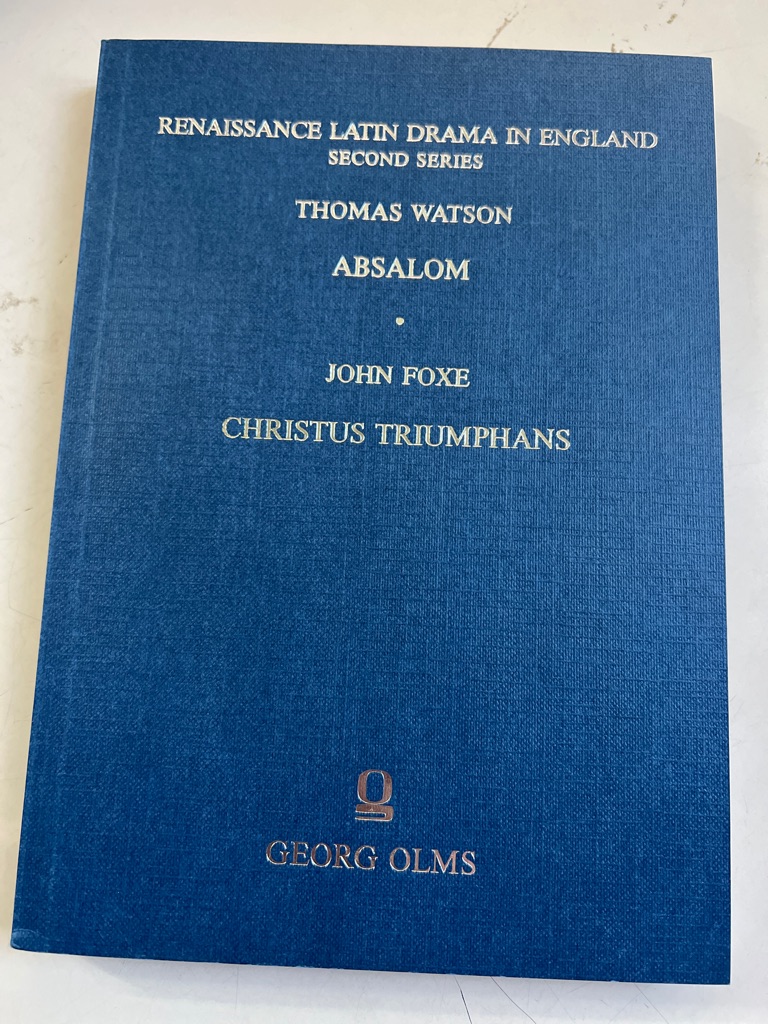 RENAISSANCE LATIN DRAMA IN ENGLAND
SECOND SERIES
THOMAS WATSON
ABSALOM
•
JOHN FOXE
CHRISTUS TRIUMPHANS
GEORG OLMS